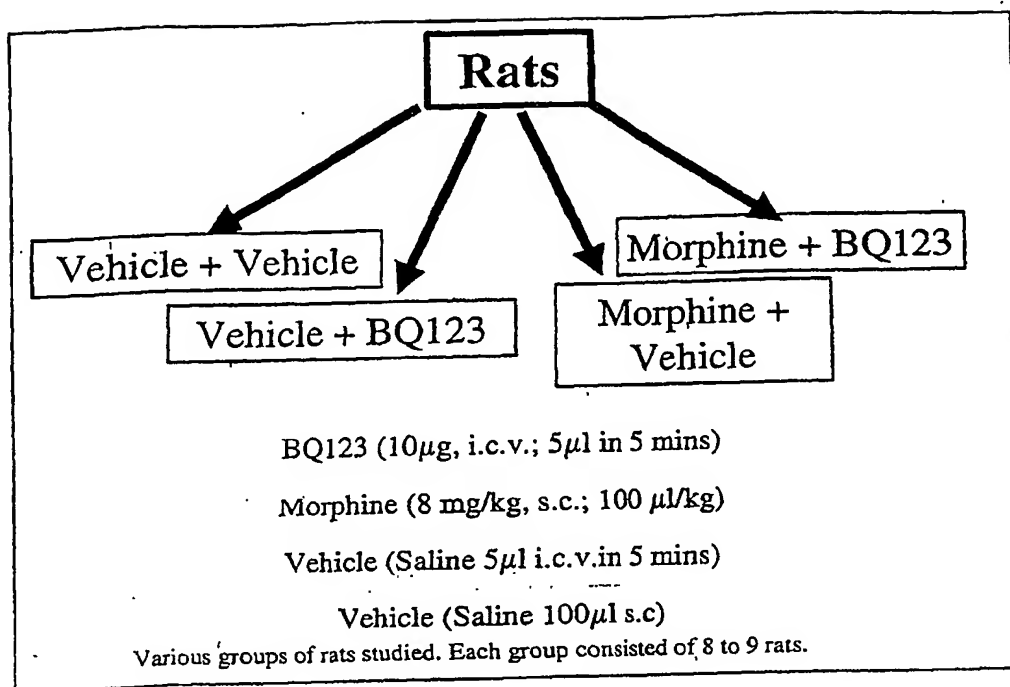 Rats
Vehicle + Vehicle
Morphine + BQ123
Vehicle + BQ123
Morphine +
Vehicle
BQ123 (10μg, i.c.v.; 5μl in 5 mins)
Morphine (8 mg/kg, s.c.; 100 μl/kg)
Vehicle (Saline 5μl i.c.v.in 5 mins)
Vehicle (Saline 100μl s.c)
Various groups of rats studied. Each group consisted of 8 to 9 rats.